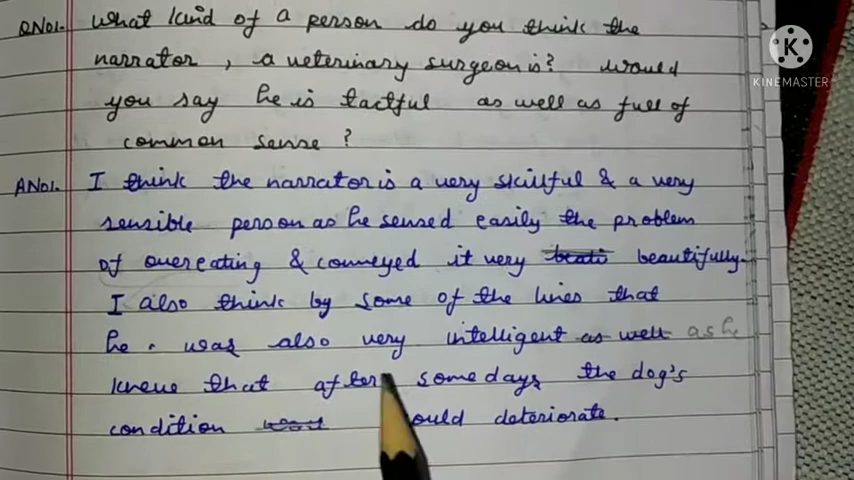 QNO1. What kind of a person do you think the
narrator, a veterinary surgeon is? Would
you say he is tactful as well as full of
common sense?
ANO1. I think the narrator is a very skillful & a very
sensible person as he sensed easily the problem
of overeating & conveyed it very beautifully.
I also think by some of the lines that
he was also very intelligent as well as he
knew that after some days the dog's
condition would deteriorate.
K
KINEMASTER